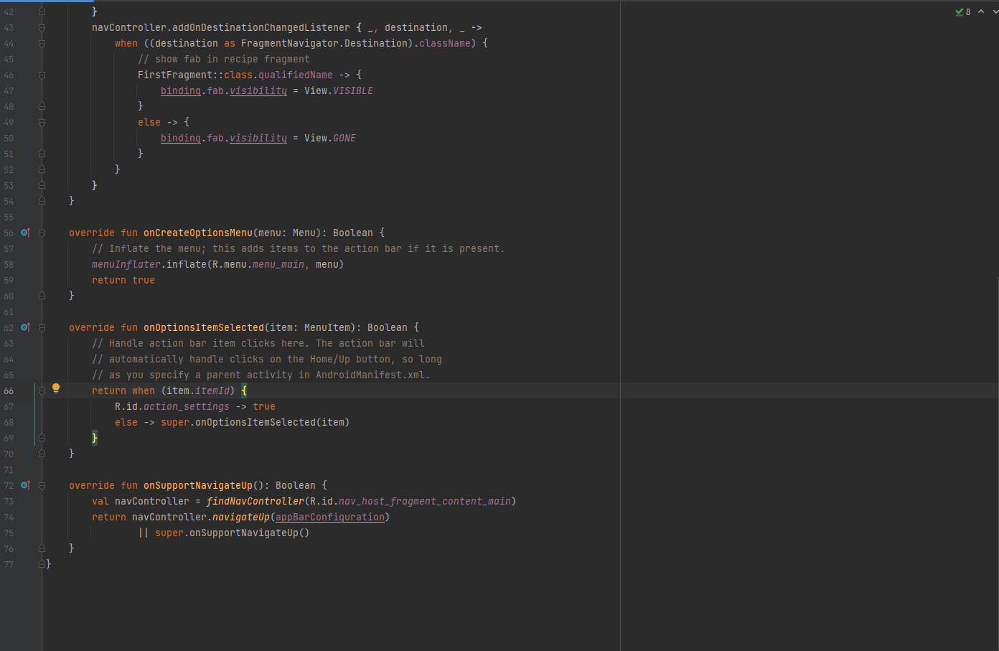 8
42 }
43 navController.addOnDestinationChangedListener { _, destination, _ ->
44 when ((destination as FragmentNavigator.Destination).className) {
45 // show fab in recipe fragment
46 FirstFragment::class.qualifiedName -> {
47 binding.fab.visibility = View.VISIBLE
48 }
49 else -> {
50 binding.fab.visibility = View.GONE
51 }
52 }
53 }
54 }
55
56 override fun onCreateOptionsMenu(menu: Menu): Boolean {
57 // Inflate the menu; this adds items to the action bar if it is present.
58 menuInflater.inflate(R.menu.menu_main, menu)
59 return true
60 }
61
62 override fun onOptionsItemSelected(item: MenuItem): Boolean {
63 // Handle action bar item clicks here. The action bar will
64 // automatically handle clicks on the Home/Up button, so long
65 // as you specify a parent activity in AndroidManifest.xml.
66 return when (item.itemId) {
67 R.id.action_settings -> true
68 else -> super.onOptionsItemSelected(item)
69 }
70 }
71
72 override fun onSupportNavigateUp(): Boolean {
73 val navController = findNavController(R.id.nav_host_fragment_content_main)
74 return navController.navigateUp(appBarConfiguration)
75 || super.onSupportNavigateUp()
76 }
77 }